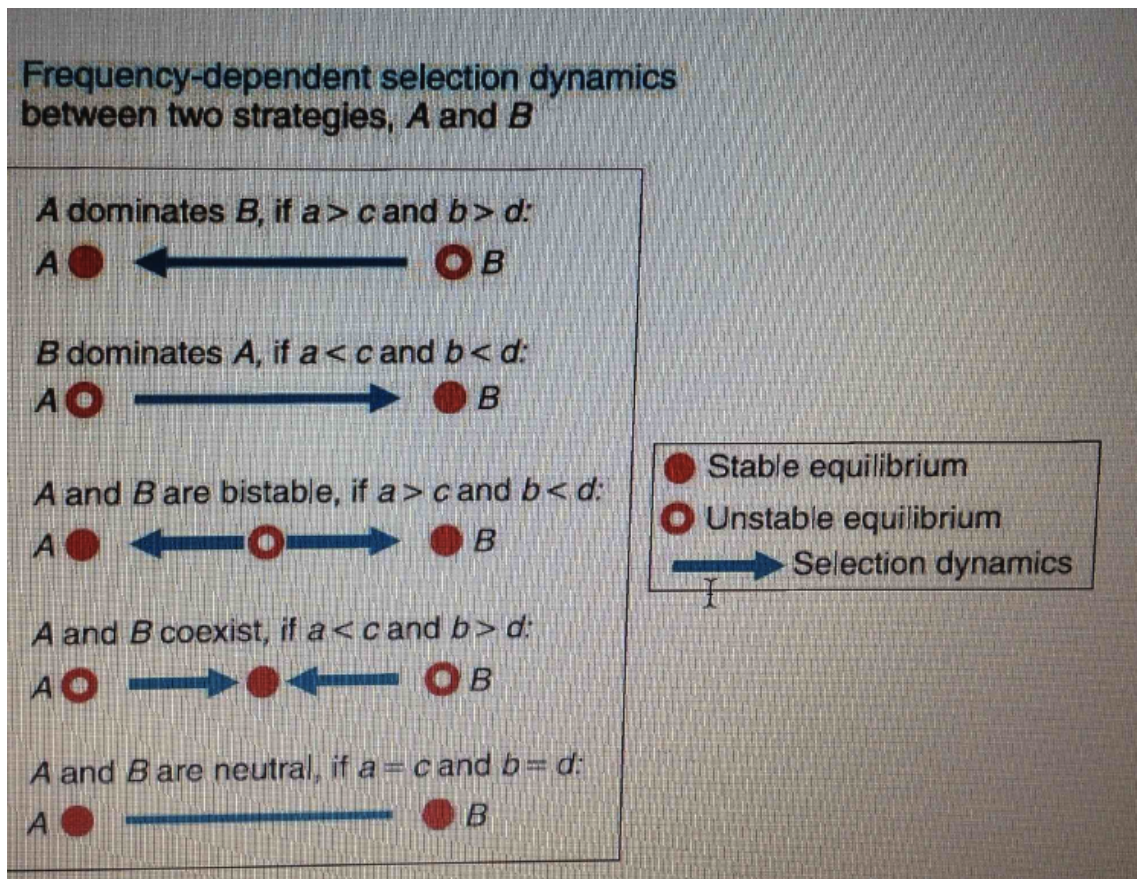 Frequency-dependent selection dynamics
between two strategies, A and B
A dominates B, if a > c and b > d:
A B
B dominates A, if a < c and b < d:
A B
A and B are bistable, if a > c and b < d:
A B
A and B coexist, if a < c and b > d:
A B
A and B are neutral, if a = c and b = d:
A B
Stable equilibrium
Unstable equilibrium
Selection dynamics